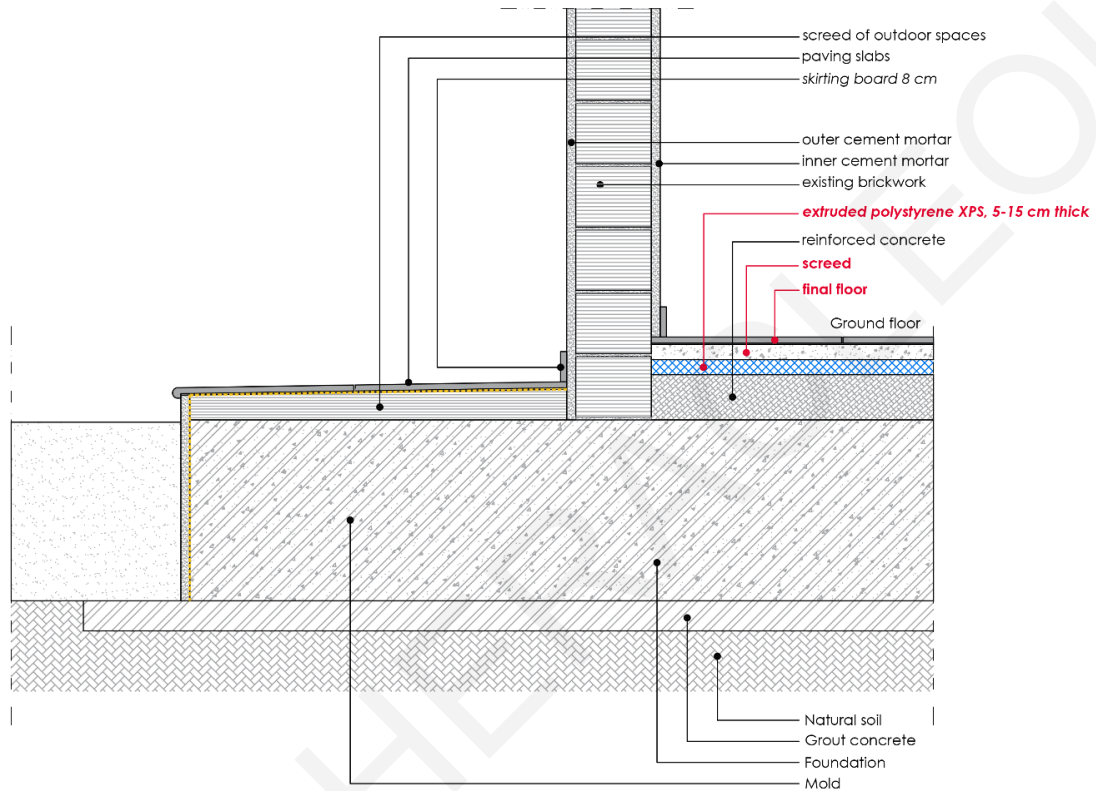 screed of outdoor spaces
paving slabs
skirting board 8 cm
outer cement mortar
inner cement mortar
existing brickwork
extruded polystyrene XPS, 5-15 cm thick
reinforced concrete
screed
final floor
Ground floor
Natural soil
Grout concrete
Foundation
Mold